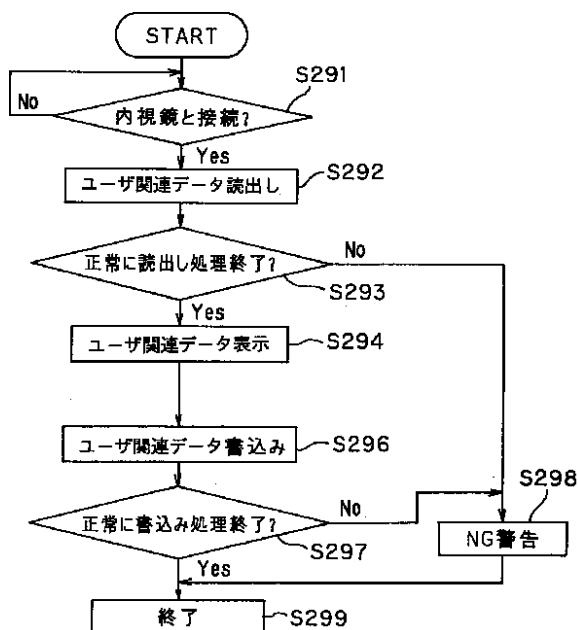 START
S291
No
内視鏡と接続?
Yes
S292
ユーザ関連データ読出し
No
正常に読出し処理終了?
S293
Yes
ユーザ関連データ表示
S294
ユーザ関連データ書込み
S296
S298
No
正常に書込み処理終了?
NG警告
S297
Yes
終了
S299